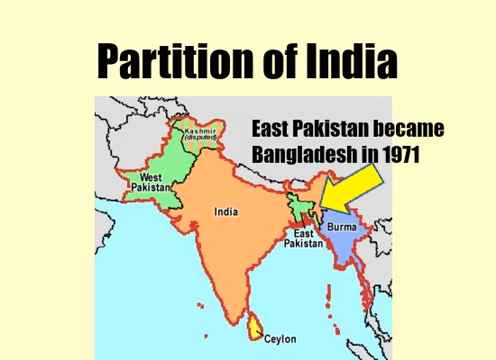 Partition of India
East Pakistan became
Bangladesh in 1971
Kashmir
(disputed)
West
Pakistan
India
East
Pakistan
Burma
Ceylon